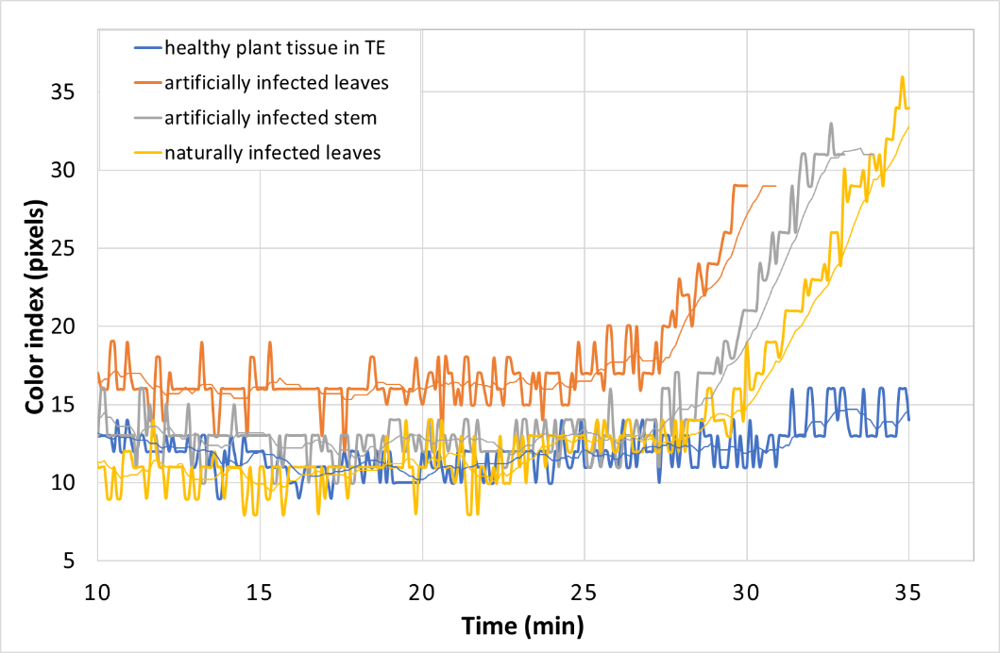 healthy plant tissue in TE
artificially infected leaves
artificially infected stem
naturally infected leaves
Color index (pixels)
35
30
25
20
15
10
5
10 15 20 25 30 35
Time (min)